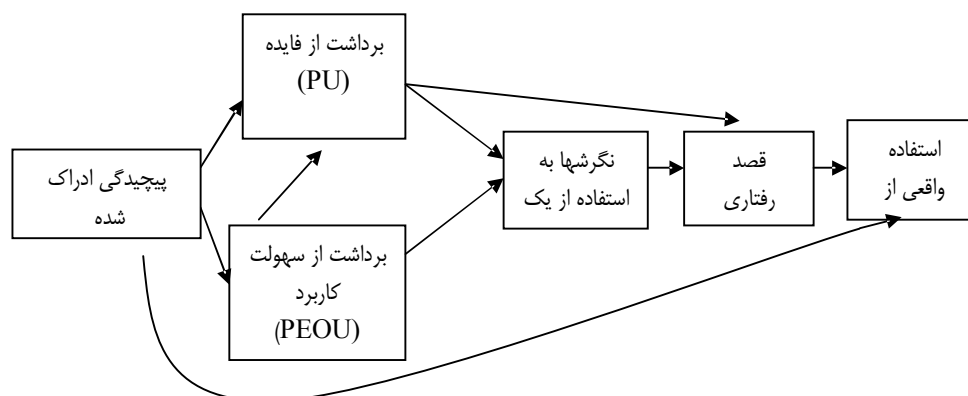 برداشت از فایده
(PU)
پیچیدگی ادراک
شده
برداشت از سهولت
کاربرد
(PEOU)
نگرشها به
استفاده از یک
قصد
رفتاری
استفاده
واقعی از